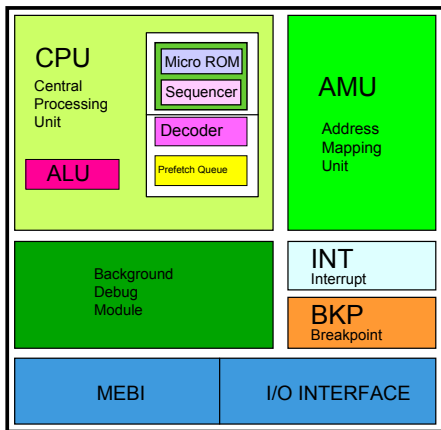 CPU
Central
Processing
Unit
ALU
Micro ROM
Sequencer
Decoder
Prefetch Queue
AMU
Address
Mapping
Unit
Background
Debug
Module
INT
Interrupt
BKP
Breakpoint
MEBI
I/O INTERFACE